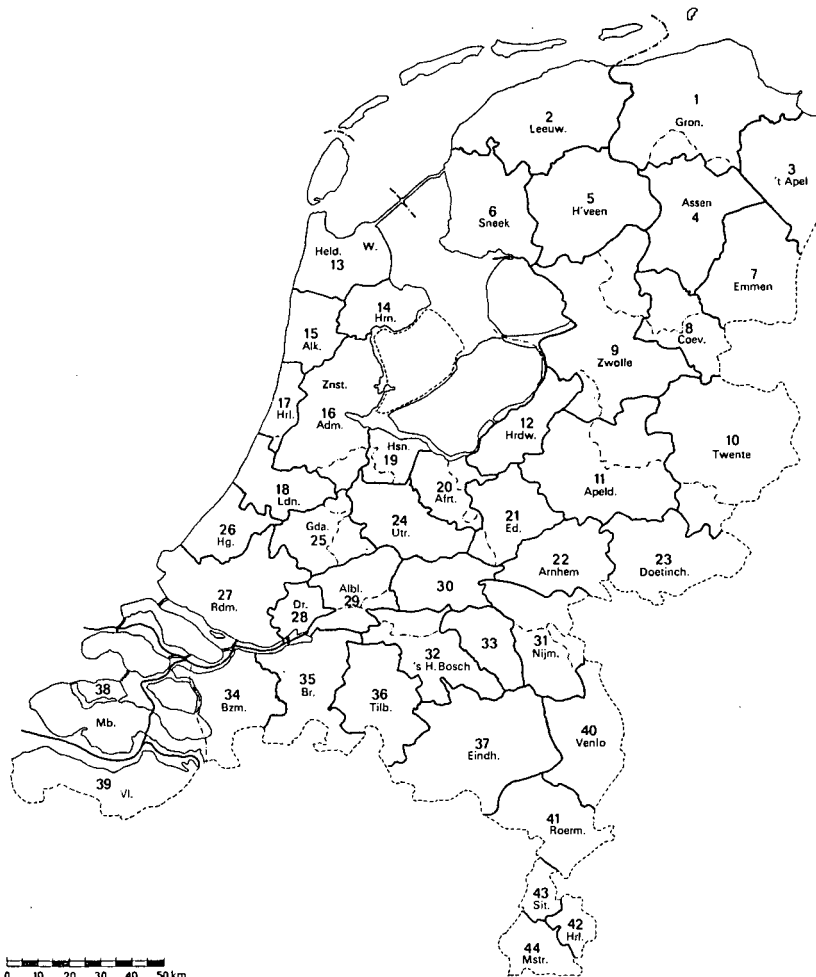 1
Gron.
2
Leeuw.
3
't Apel
Assen
4
5
H'veen
6
Sneek
7
Emmen
8
Coev.
9
Zwolle
10
Twente
11
Apeld.
12
Hrdw.
Held.
W.
13
14
Hrn.
15
Alk.
Znst.
16
Adm.
17
Hrl.
18
Ldn.
Hsn.
19
20
Afrt.
21
Ed.
22
Arnhem
23
Doetinch.
24
Utr.
Gda.
25
26
Hg.
27
Rdm.
Dr.
28
Albl.
29
30
31
Nijm.
32
's H. Bosch
33
34
Bzm.
35
Br.
36
Tilb.
37
Eindh.
38
Mb.
39
Vl.
40
Venlo
41
Roerm.
42
Hrl.
43
Sit.
44
Mstr.
0 10 20 30 40 50 km